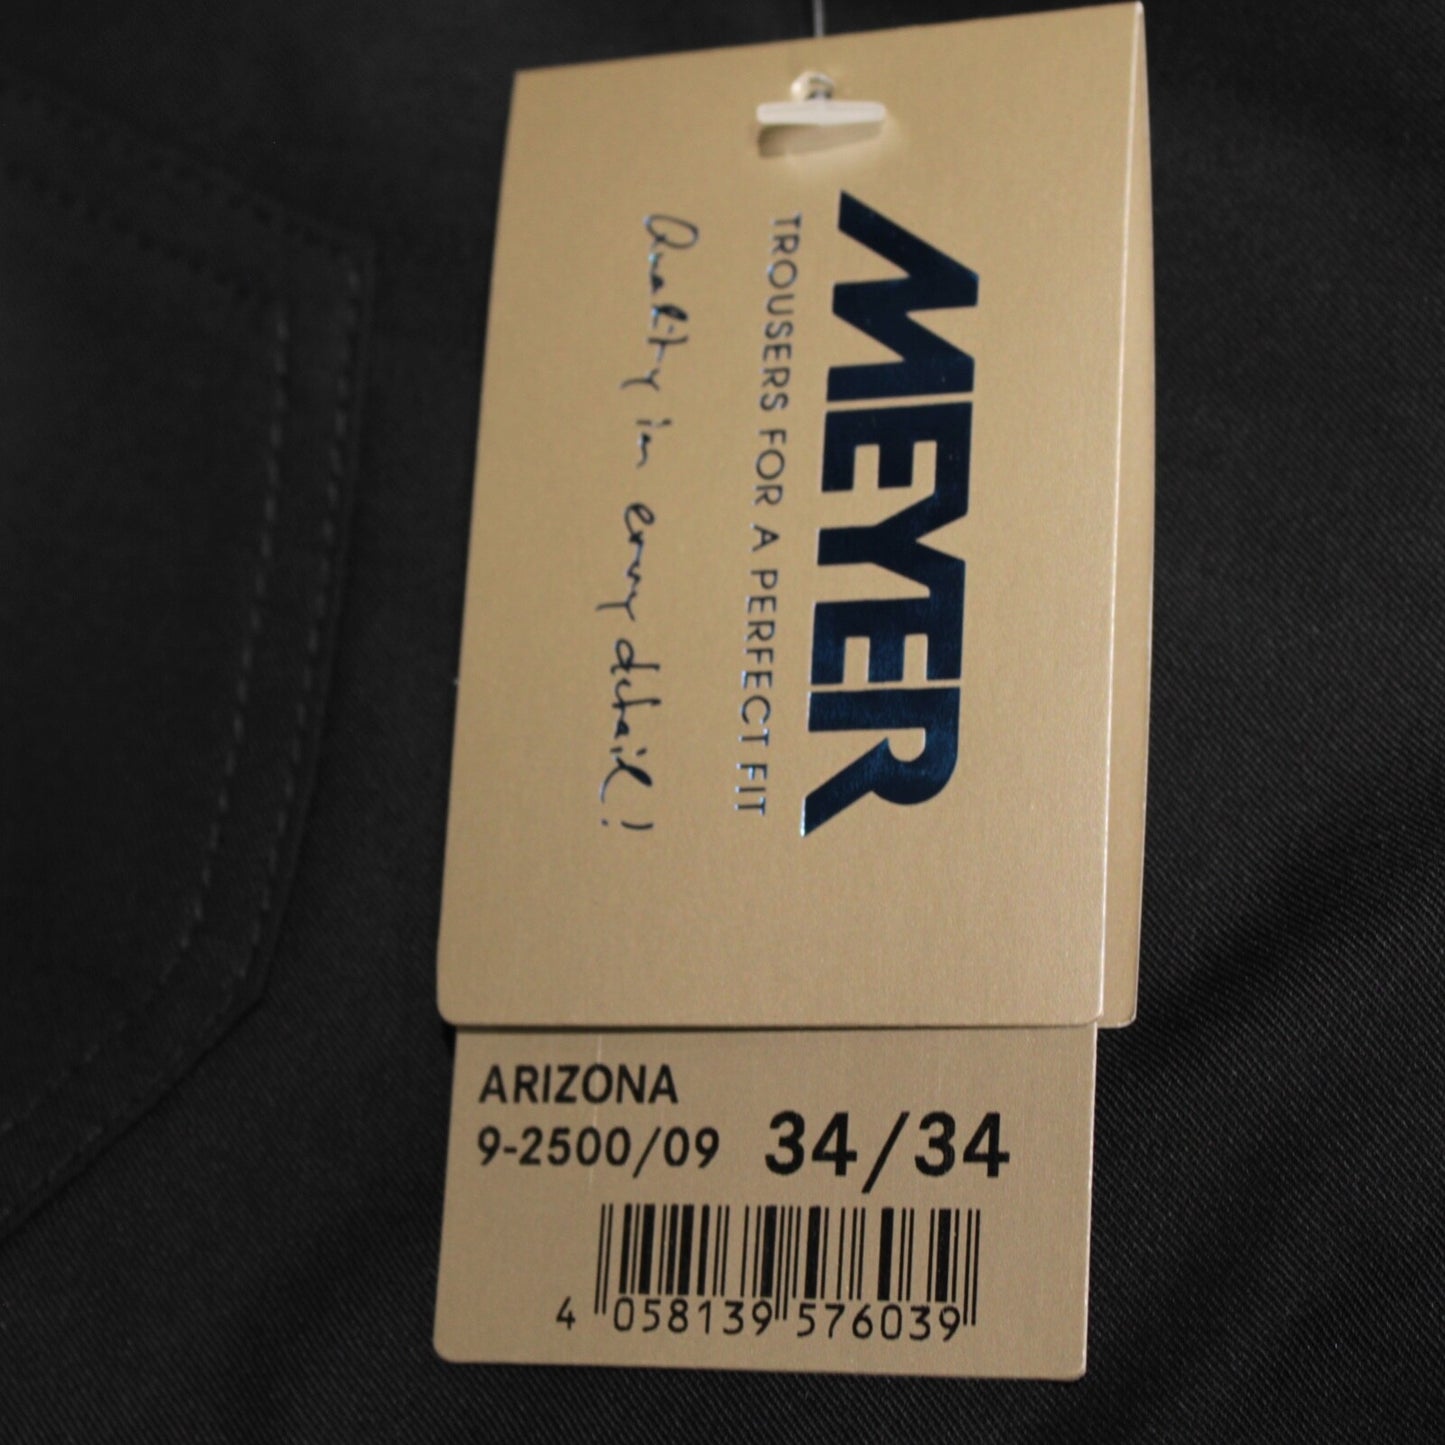 MEYER
TROUSERS FOR A PERFECT FIT
Quality in every detail!
ARIZONA
9-2500/09 34/34
4 058139 576039